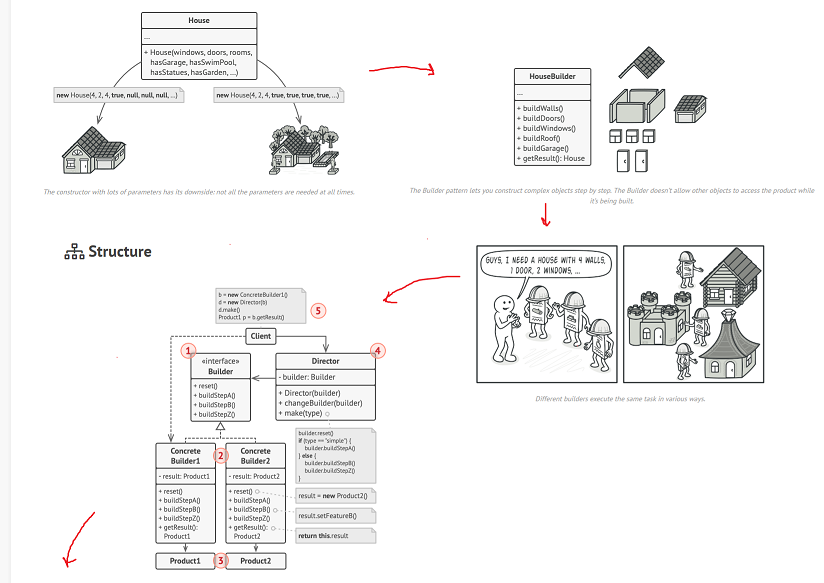 House
...
+ House(windows, doors, rooms,
hasGarage, hasSwimPool,
hasStatues, hasGarden, ...)
new House(4, 2, 4, true, null, null, null, ...)
new House(4, 2, 4, true, true, true, true, ...)
The constructor with lots of parameters has its downside: not all the parameters are needed at all times.
HouseBuilder
...
+ buildWalls()
+ buildDoors()
+ buildWindows()
+ buildRoof()
+ buildGarage()
+ getResult(): House
The Builder pattern lets you construct complex objects step by step. The Builder doesn't allow other objects to access the product while
it's being built.
GUYS, I NEED A HOUSE WITH 4 WALLS,
1 DOOR, 2 WINDOWS, ...
Different builders execute the same task in various ways.
Structure
b = new ConcreteBuilder1()
d = new Director(b)
d.make()
Product1 p = b.getResult()
5
Client
1
«interface»
Builder
+ reset()
+ buildStepA()
+ buildStepB()
+ buildStepZ()
4
Director
- builder: Builder
+ Director(builder)
+ changeBuilder(builder)
+ make(type)
builder.reset()
if (type == "simple") {
builder.buildStepA()
} else {
builder.buildStepB()
builder.buildStepZ()
}
2
Concrete
Builder1
- result: Product1
+ reset()
+ buildStepA()
+ buildStepB()
+ buildStepZ()
+ getResult():
Product1
Concrete
Builder2
- result: Product2
+ reset()
+ buildStepA()
+ buildStepB()
+ buildStepZ()
+ getResult():
Product2
result = new Product2()
result.setFeatureB()
return this.result
Product1
3
Product2